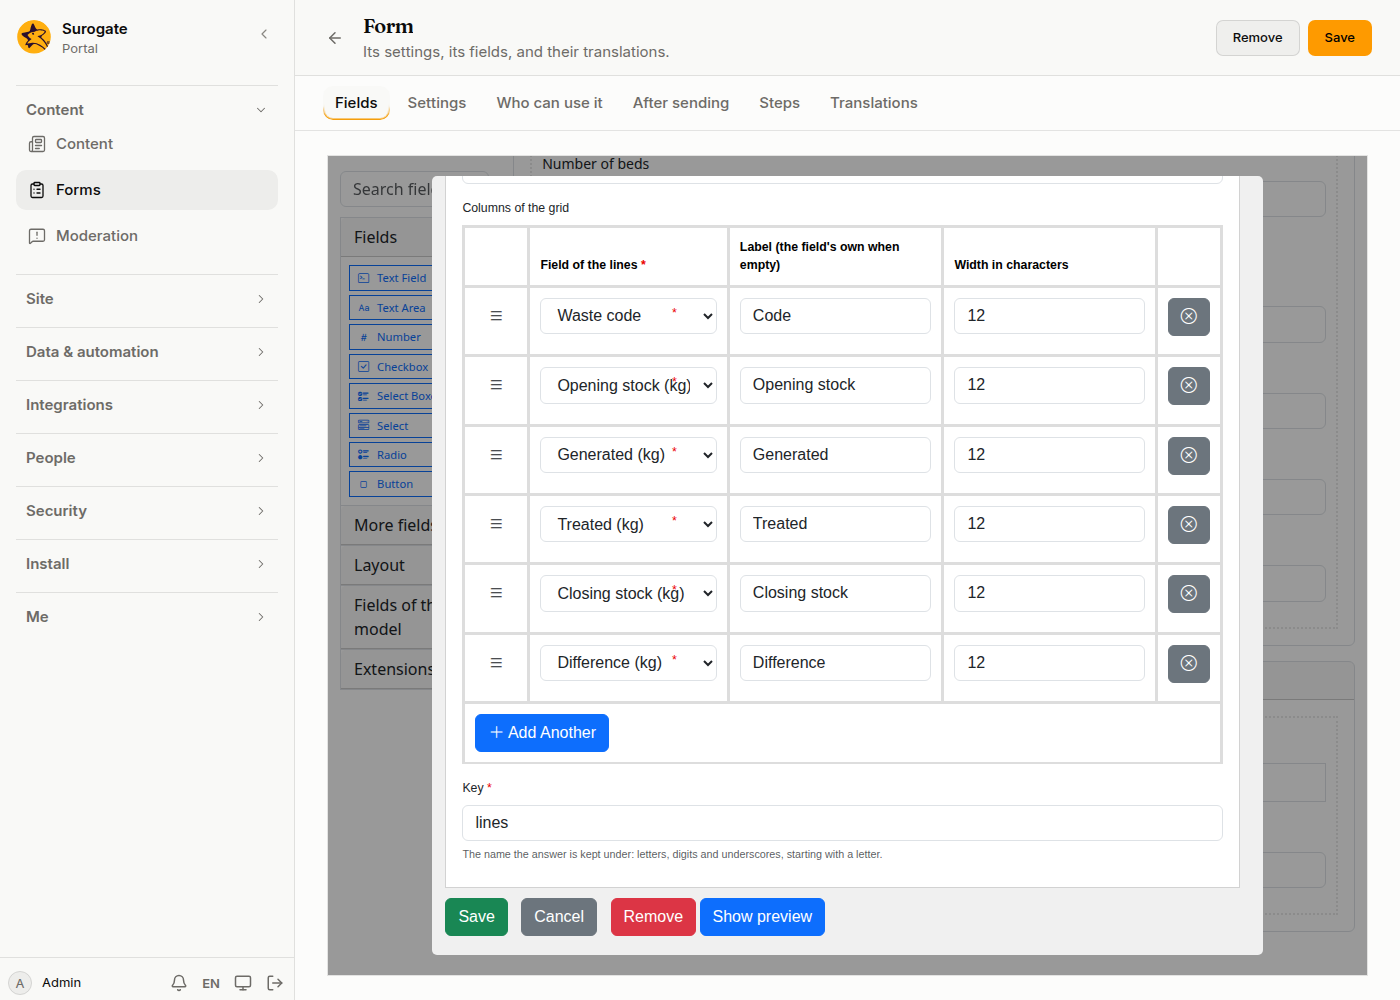 Surogate
Portal
Content
Content
Forms
Moderation
Site
Data & automation
Integrations
People
Security
Install
Me
A
Admin
EN
Form
Its settings, its fields, and their translations.
Remove
Save
Fields
Settings
Who can use it
After sending
Steps
Translations
Number of beds
Search fiel
Fields
Text Field
Aa Text Area
# Number
Checkbox
Select Box
Select
Radio
Button
More field
Layout
Fields of th
model
Extensions
Columns of the grid
Field of the lines *
Label (the field's own when
empty)
Width in characters
Waste code *
Code
12
Opening stock (kg) *
Opening stock
12
Generated (kg) *
Generated
12
Treated (kg) *
Treated
12
Closing stock (kg) *
Closing stock
12
Difference (kg) *
Difference
12
Add Another
Key *
lines
The name the answer is kept under: letters, digits and underscores, starting with a letter.
Save
Cancel
Remove
Show preview